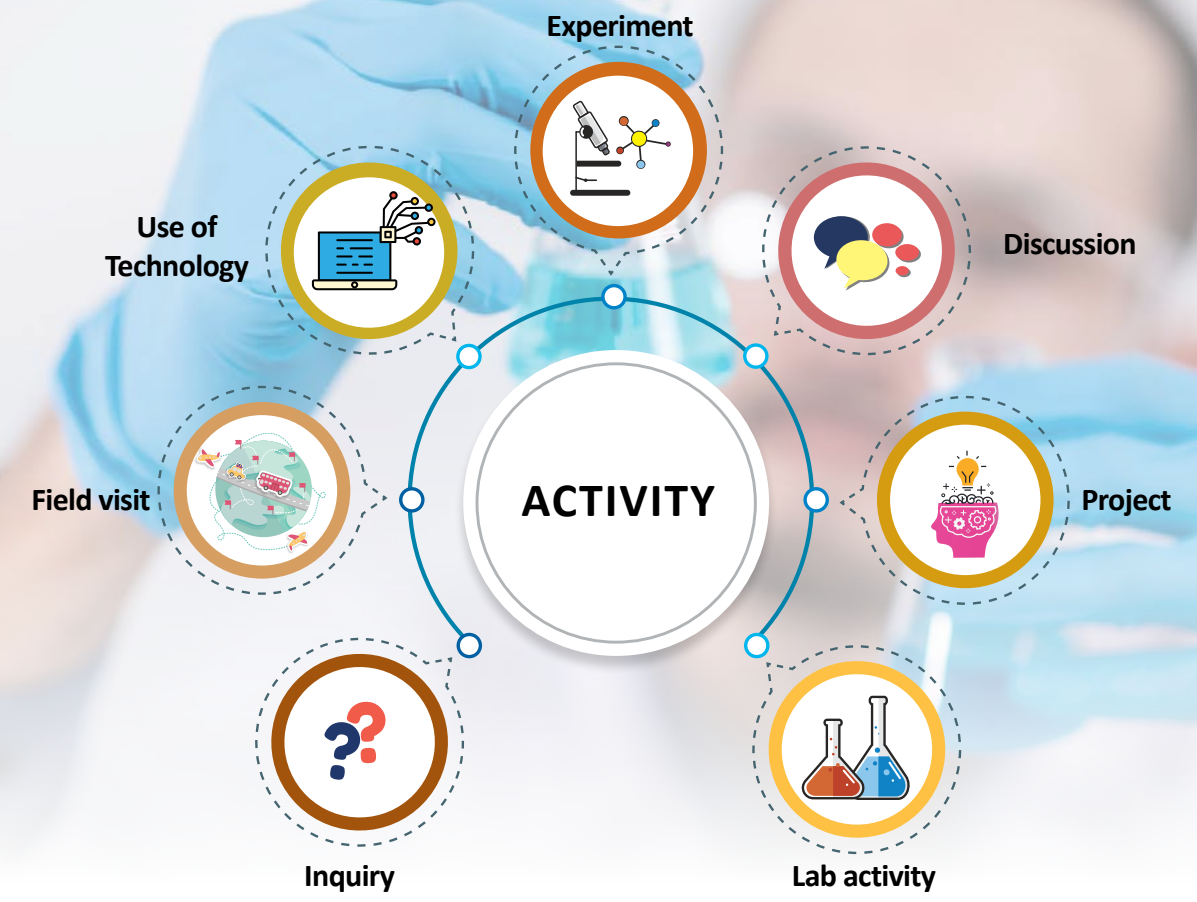 Experiment
Use of
Technology
Discussion
Field visit
ACTIVITY
Project
Inquiry
Lab activity